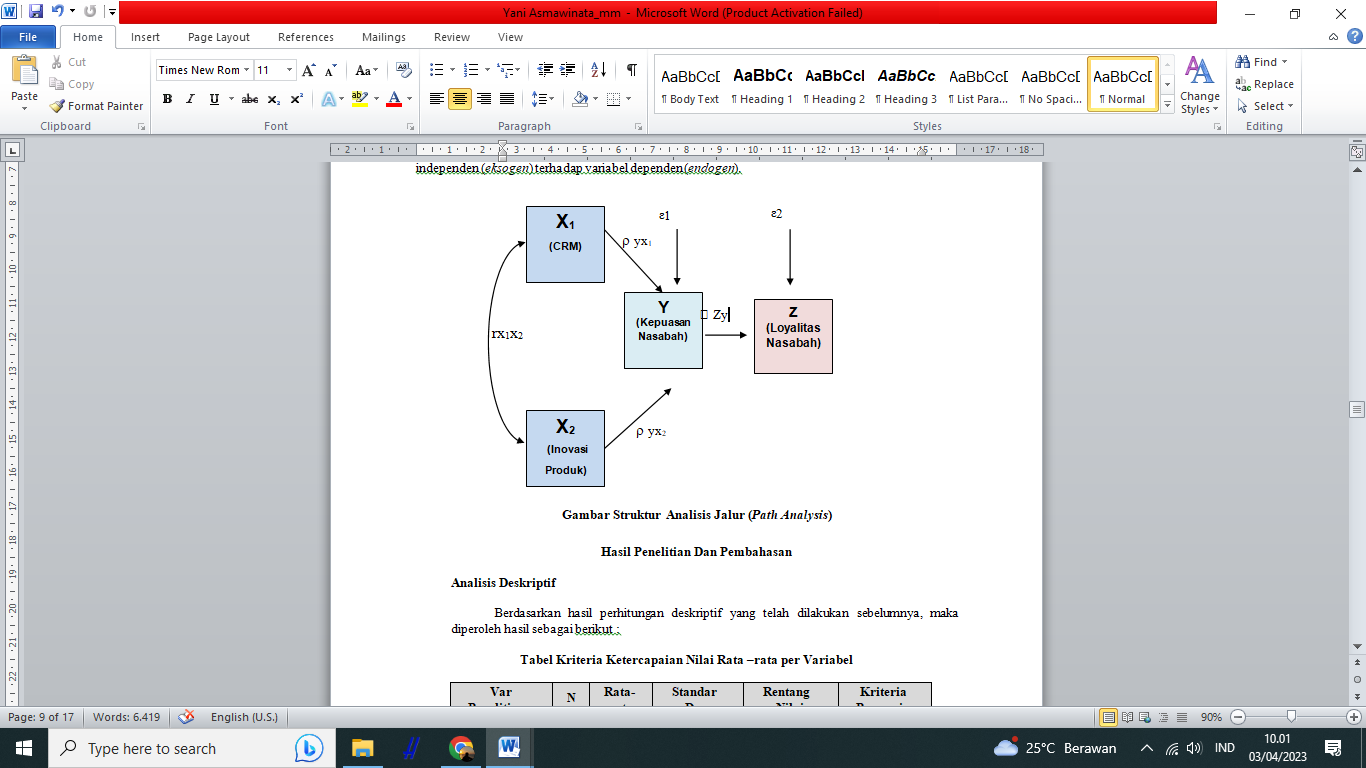 Yani Asmawinata_mm - Microsoft Word (Product Activation Failed)
File Home Insert Page Layout References Mailings Review View
Paste
Cut
Copy
Format Painter
Clipboard
Times New Rom 11
Font
Paragraph
AaBbCcD AaBbCc AaBbCcI AaBbCc AaBbCcD AaBbCcD AaBbCcD
¶ Body Text ¶ Heading 1 ¶ Heading 2 ¶ Heading 3 ¶ List Para... ¶ No Spaci... ¶ Normal
Change
Styles
Styles
Find
Replace
Select
Editing
independen (eksogen) terhadap variabel dependen (endogen).
X1
(CRM)
ε1
ε2
ρ yx1
Y
(Kepuasan
Nasabah)
Zy
Z
(Loyalitas
Nasabah)
rx1x2
X2
(Inovasi
Produk)
ρ yx2
Gambar Struktur Analisis Jalur (Path Analysis)
Hasil Penelitian Dan Pembahasan
Analisis Deskriptif
Berdasarkan hasil perhitungan deskriptif yang telah dilakukan sebelumnya, maka
diperoleh hasil sebagai berikut :
Tabel Kriteria Ketercapaian Nilai Rata –rata per Variabel
Var N Rata- Standar Rentang Kriteria
Page: 9 of 17 Words: 6.419 English (U.S.) 90%
Type here to search
25°C Berawan IND 10.01
03/04/2023